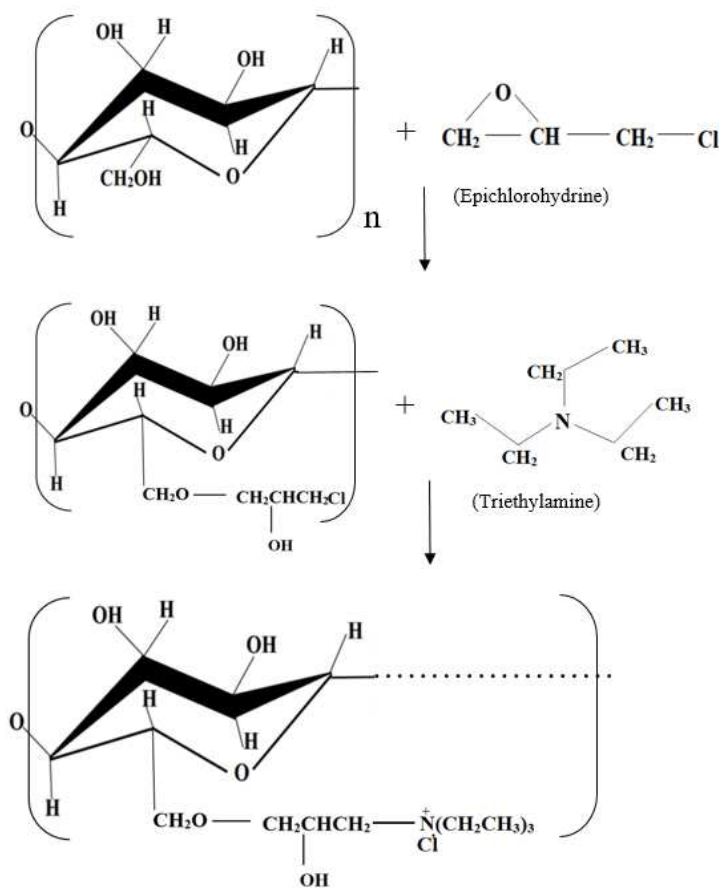 H
OH H
OH
O
H
O
CH₂ CH CH₂ Cl
+
H
O
CH₂OH
O
H
n
(Epichlorohydrine)
H
OH
H
OH
CH₃
CH₂
CH₃
H
+
O
H
CH₃
N
O
CH₂
CH₂
H
CH₂O CH₂CHCH₂Cl
(Triethylamine)
OH
H
OH
H
OH
H
O
H
O
H
CH₂O CH₂CHCH₂ N⁺(CH₂CH₃)₃
Cl
OH